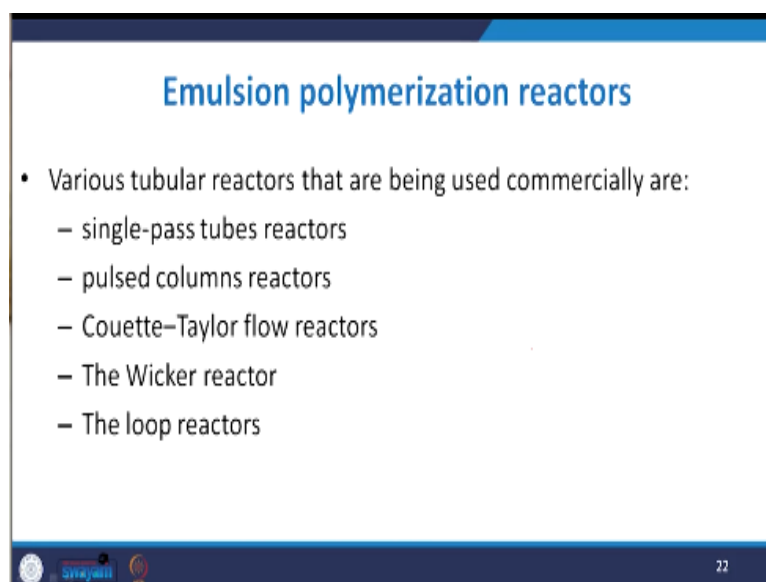 Emulsion polymerization reactors
• Various tubular reactors that are being used commercially are:
– single-pass tubes reactors
– pulsed columns reactors
– Couette–Taylor flow reactors
– The Wicker reactor
– The loop reactors
swayam
22